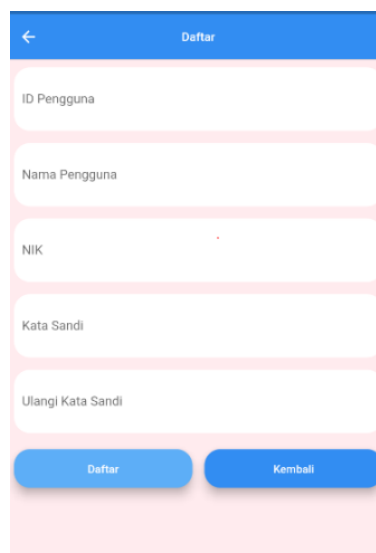 Daftar
ID Pengguna
Nama Pengguna
NIK
Kata Sandi
Ulangi Kata Sandi
Daftar
Kembali